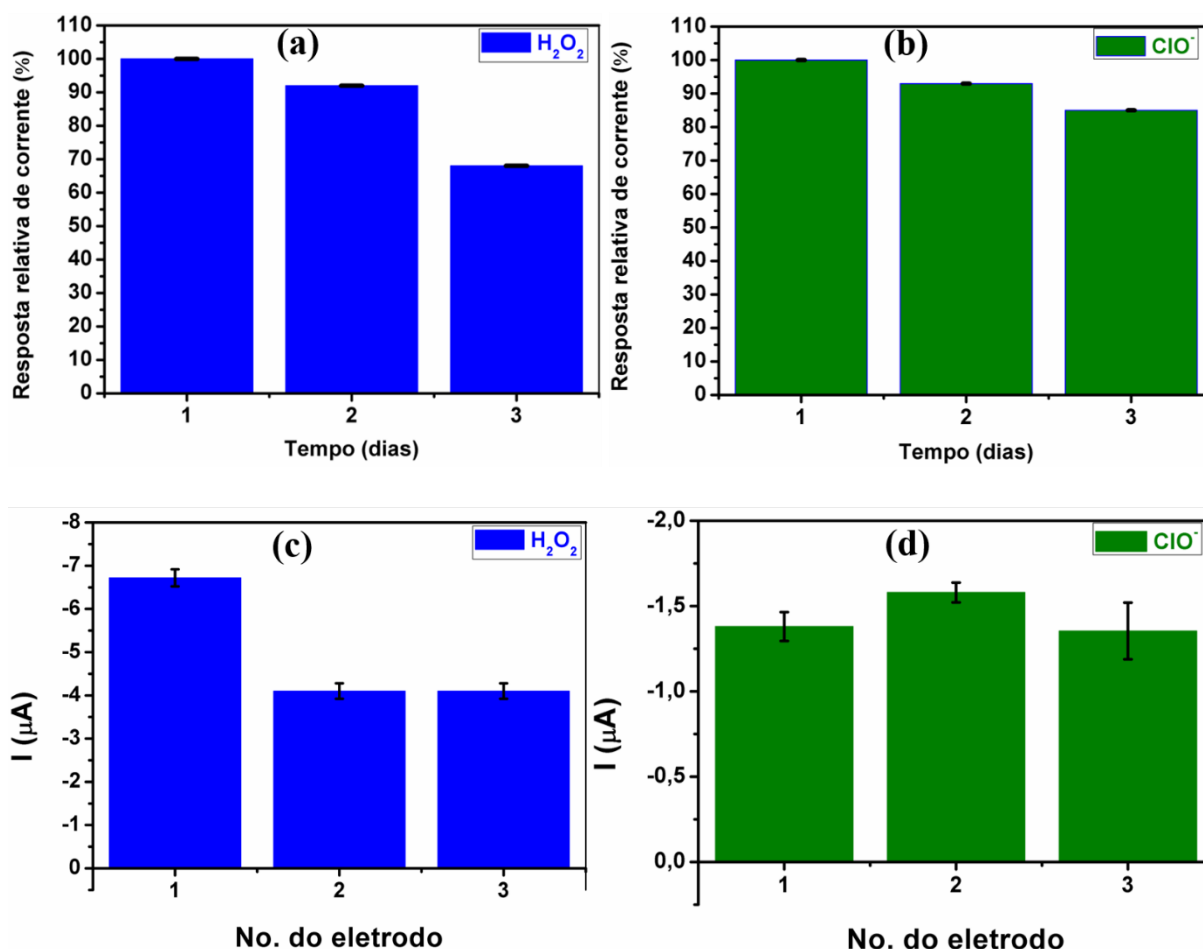 (a)
H₂O₂
Resposta relativa de corrente (%)
110
100
90
80
70
60
50
40
30
20
10
0
1 2 3
Tempo (dias)
(b)
ClO⁻
Resposta relativa de corrente (%)
110
100
90
80
70
60
50
40
30
20
10
0
1 2 3
Tempo (dias)
(c)
H₂O₂
I (µA)
-8
-7
-6
-5
-4
-3
-2
-1
0
1 2 3
No. do eletrodo
(d)
ClO⁻
I (µA)
-2,0
-1,5
-1,0
-0,5
0,0
1 2 3
No. do eletrodo